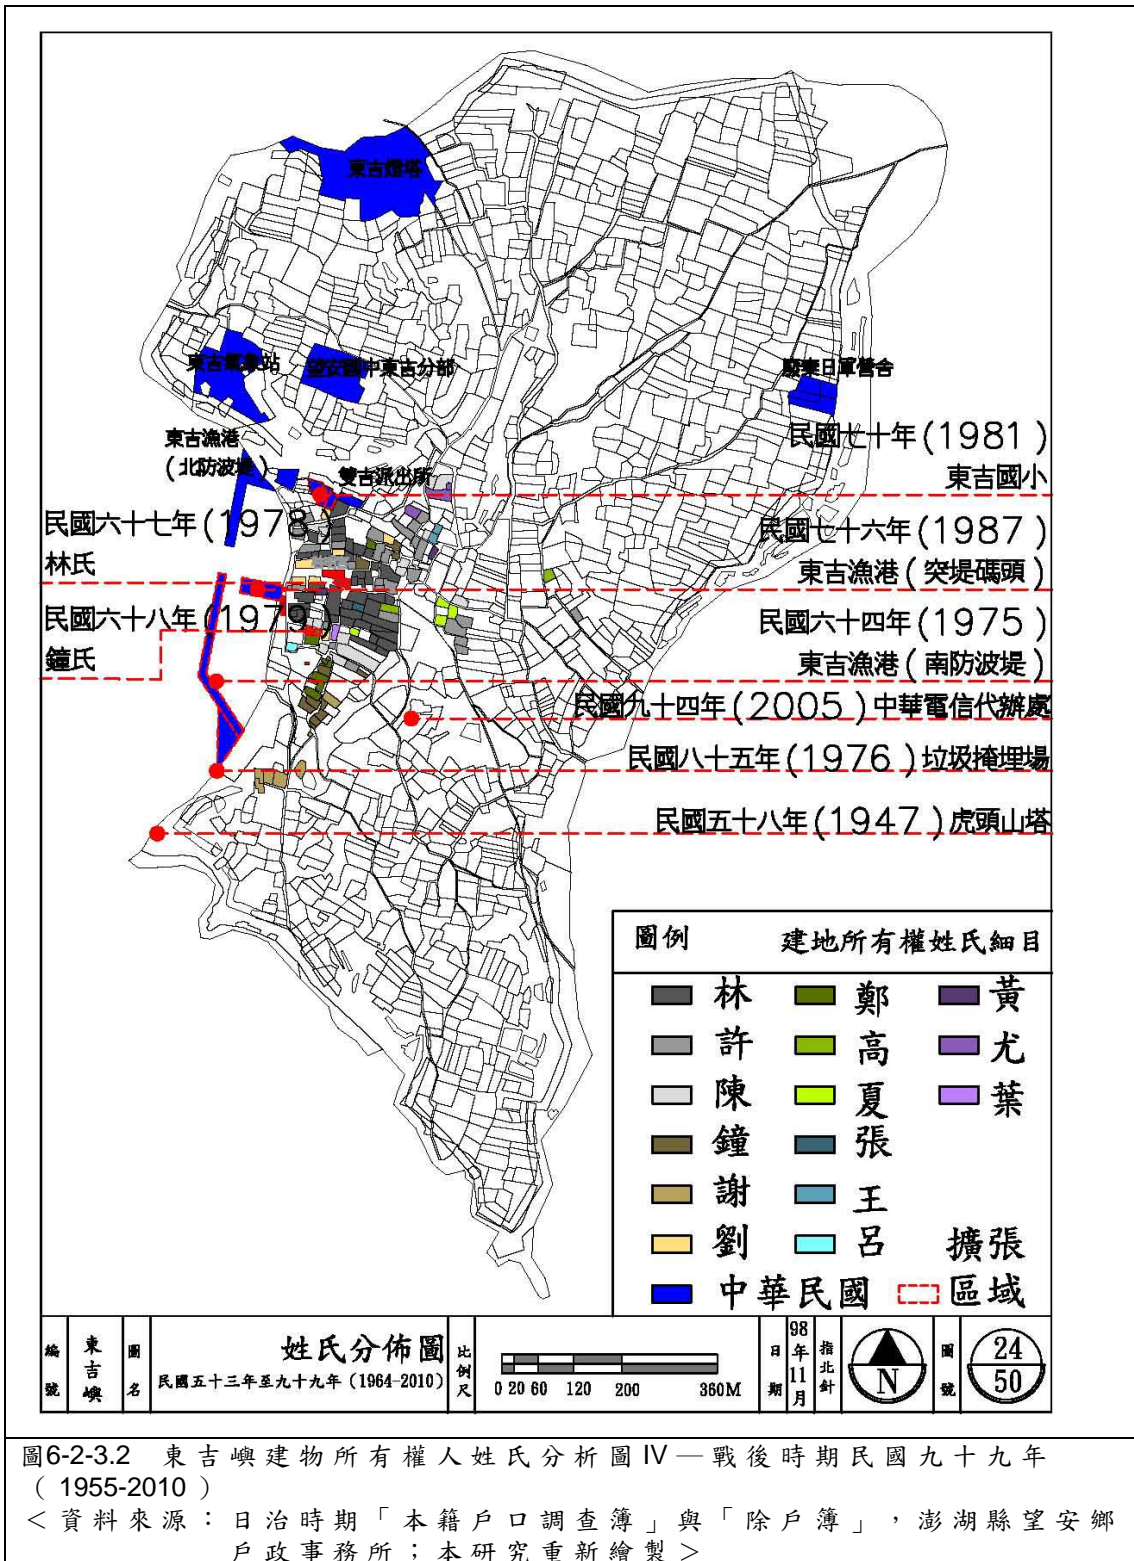 東吉燈塔
東吉氣象站
望安國中東吉分部
廢棄日軍營舍
東吉漁港
（北防波堤）
雙吉派出所
民國七十年(1981)
東吉國小
民國六十七年(1978)
林氏
民國七十六年(1987)
東吉漁港(突堤碼頭)
民國六十八年(1979)
鐘氏
民國六十四年(1975)
東吉漁港(南防波堤)
民國九十四年(2005)中華電信代辦處
民國八十五年(1976)垃圾掩埋場
民國五十八年(1947)虎頭山塔
圖例 建地所有權姓氏細目
林 鄭 黃
許 高 尤
陳 夏 葉
鐘 張
謝 王
劉 呂 擴張
中華民國 區域
編號 東吉嶼 圖名 姓氏分佈圖
民國五十三年至九十九年（1964-2010）
比例尺 0 20 60 120 200 360M
日期 98年11月 指北針 N 圖號 24
50
圖6-2-3.2 東吉嶼建物所有權人姓氏分析圖IV—戰後時期民國九十九年
（1955-2010）
<資料來源：日治時期「本籍戶口調查簿」與「除戶簿」，澎湖縣望安鄉
戶政事務所；本研究重新繪製>